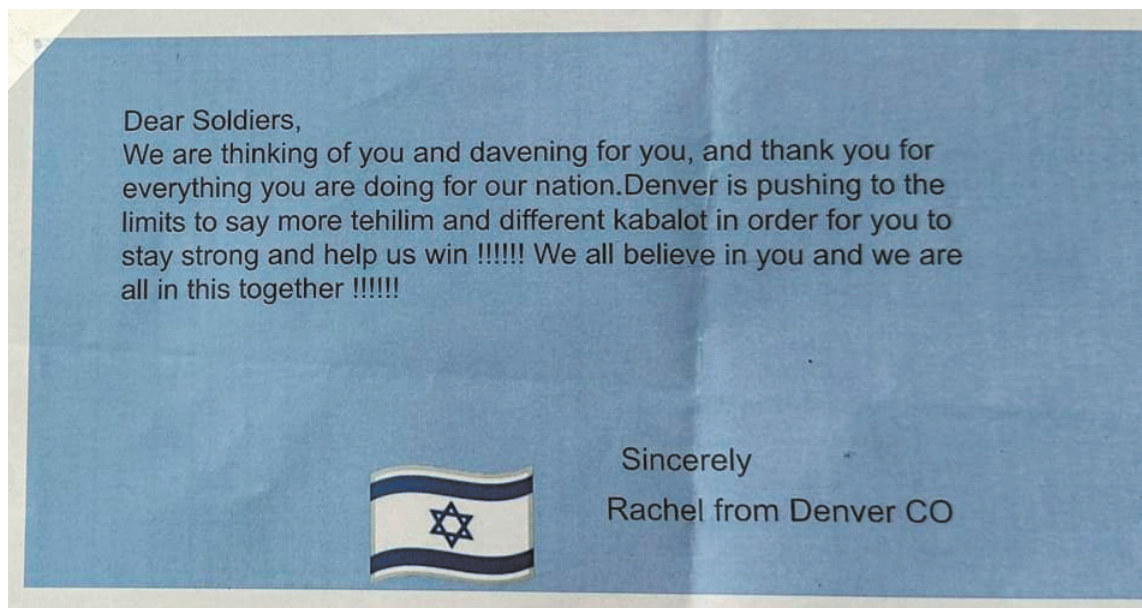 Dear Soldiers,
We are thinking of you and davening for you, and thank you for
everything you are doing for our nation.Denver is pushing to the
limits to say more tehilim and different kabalot in order for you to
stay strong and help us win !!!!!! We all believe in you and we are
all in this together !!!!!!
Sincerely
Rachel from Denver CO